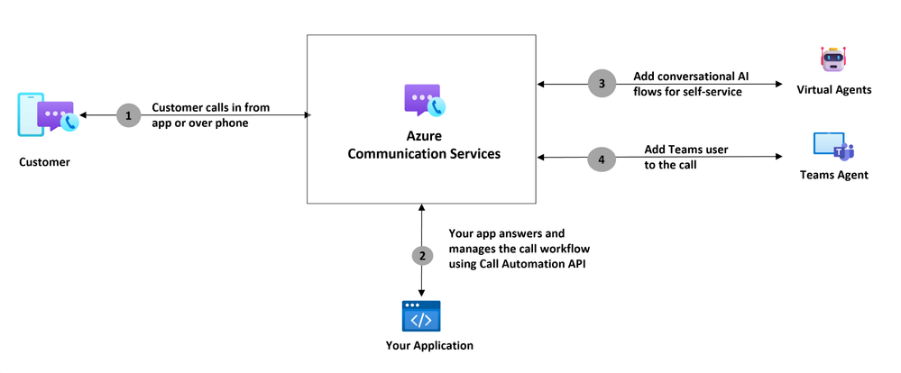 Customer
1
Customer calls in from
app or over phone
Azure
Communication Services
2
Your app answers and
manages the call workflow
using Call Automation API
Your Application
3
Add conversational AI
flows for self-service
Virtual Agents
4
Add Teams user
to the call
T
Teams Agent